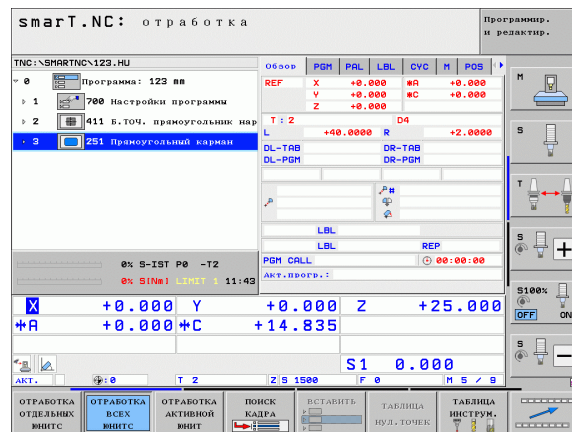 smarT.NC: отработка
Программир.
и редактир.
TNC:\SMARTNC\123.HU
0 Программа: 123 мм
1 700 Настройки программы
2 411 Б.точ. прямоугольник нар
3 251 Прямоугольный карман
Обзор PGM PAL LBL CYC M POS
REF X +0.000 *A +0.000
Y +0.000 *C +0.000
Z +0.000
T : 2 D4
L +40.0000 R +2.0000
DL-TAB DR-TAB
DL-PGM DR-PGM
LBL
LBL REP
PGM CALL 00:00:00
Акт.прогр.:
0% S-IST P0 -T2
0% S[Nm] LIMIT 1 11:43
X +0.000 Y +0.000 Z +25.000
*A +0.000 *C +14.835
S1 0.000
АКТ. : 0 T 2 Z S 1500 F 0 M 5 / 9
M
S
T
S
S100%
OFF ON
S
ОТРАБОТКА
ОТДЕЛЬНЫХ
ЮНИТС
ОТРАБОТКА
ВСЕХ
ЮНИТС
ОТРАБОТКА
АКТИВНОЙ
ЮНИТ
ПОИСК
КАДРА
ВСТАВИТЬ
ТАБЛИЦА
НУЛ.ТОЧЕК
ТАБЛИЦА
ИНСТРУМ.